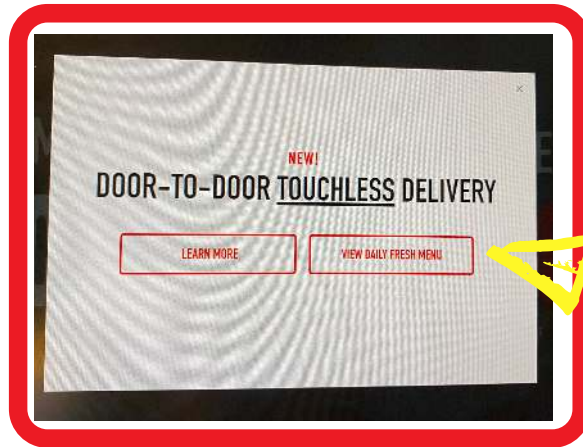 NEW!
DOOR-TO-DOOR TOUCHLESS DELIVERY
LEARN MORE
VIEW DAILY FRESH MENU